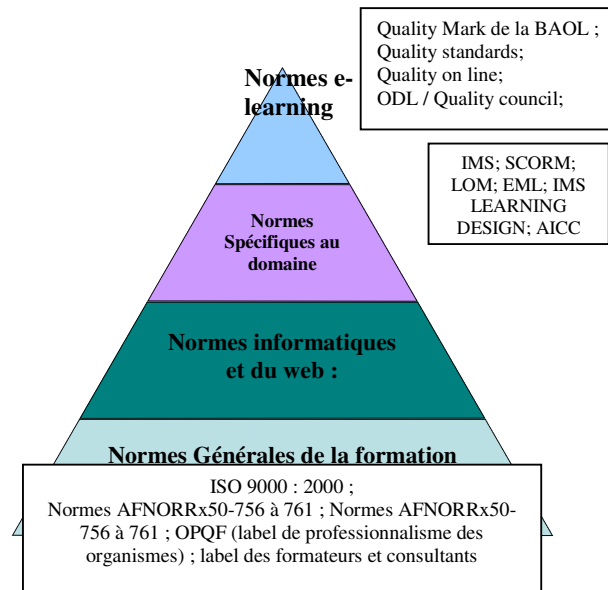 Quality Mark de la BAOL ;
Quality standards;
Quality on line;
ODL / Quality council;
Normes e-
learning
IMS; SCORM;
LOM; EML; IMS
LEARNING
DESIGN; AICC
Normes
Spécifiques au
domaine
Normes informatiques
et du web :
Normes Générales de la formation
ISO 9000 : 2000 ;
Normes AFNORRx50-756 à 761 ; Normes AFNORRx50-
756 à 761 ; OPQF (label de professionnalisme des
organismes) ; label des formateurs et consultants